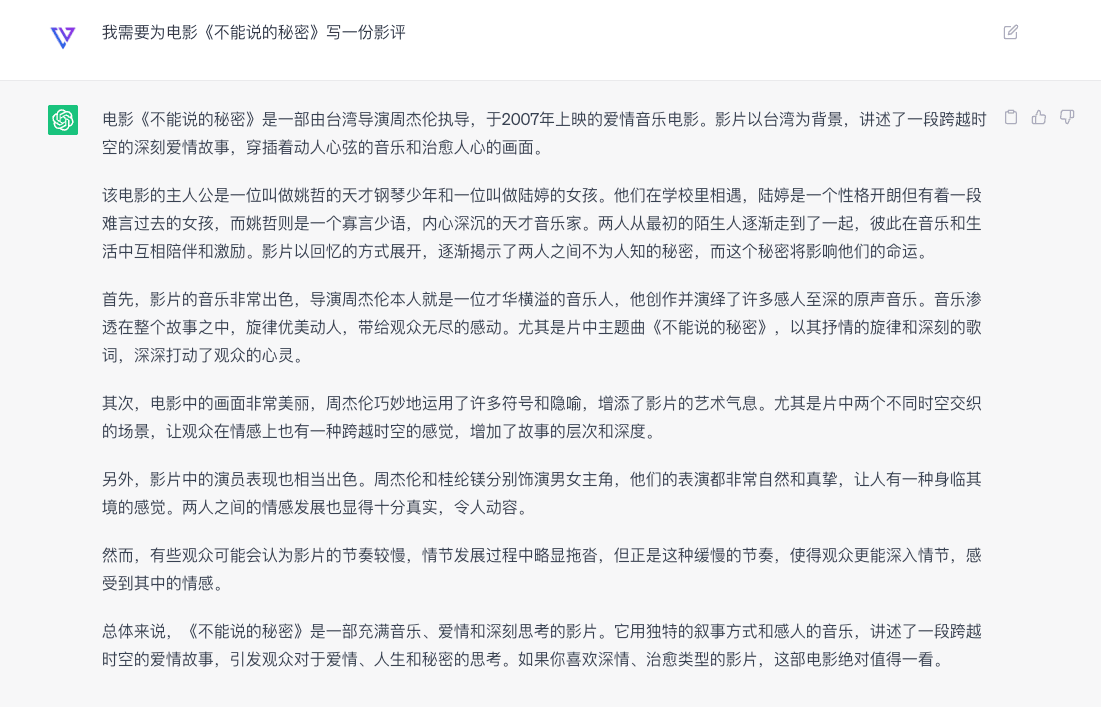 我需要为电影《不能说的秘密》写一份影评
电影《不能说的秘密》是一部由台湾导演周杰伦执导，于2007年上映的爱情音乐电影。影片以台湾为背景，讲述了一段跨越时
空的深刻爱情故事，穿插着动人心弦的音乐和治愈人心的画面。
该电影的主人公是一位叫做姚哲的天才钢琴少年和一位叫做陆婷的女孩。他们在学校里相遇，陆婷是一个性格开朗但有着一段
难言过去的女孩，而姚哲则是一个寡言少语，内心深沉的天才音乐家。两人从最初的陌生人逐渐走到了一起，彼此在音乐和生
活中互相陪伴和激励。影片以回忆的方式展开，逐渐揭示了两人之间不为人知的秘密，而这个秘密将影响他们的命运。
首先，影片的音乐非常出色，导演周杰伦本人就是一位才华横溢的音乐人，他创作并演绎了许多感人至深的原声音乐。音乐渗
透在整个故事之中，旋律优美动人，带给观众无尽的感动。尤其是片中主题曲《不能说的秘密》，以其抒情的旋律和深刻的歌
词，深深打动了观众的心灵。
其次，电影中的画面非常美丽，周杰伦巧妙地运用了许多符号和隐喻，增添了影片的艺术气息。尤其是片中两个不同时空交织
的场景，让观众在情感上也有一种跨越时空的感觉，增加了故事的层次和深度。
另外，影片中的演员表现也相当出色。周杰伦和桂纶镁分别饰演男女主角，他们的表演都非常自然和真挚，让人有一种身临其
境的感觉。两人之间的情感发展也显得十分真实，令人动容。
然而，有些观众可能会认为影片的节奏较慢，情节发展过程中略显拖沓，但正是这种缓慢的节奏，使得观众更能深入情节，感
受到其中的情感。
总体来说，《不能说的秘密》是一部充满音乐、爱情和深刻思考的影片。它用独特的叙事方式和感人的音乐，讲述了一段跨越
时空的爱情故事，引发观众对于爱情、人生和秘密的思考。如果你喜欢深情、治愈类型的影片，这部电影绝对值得一看。